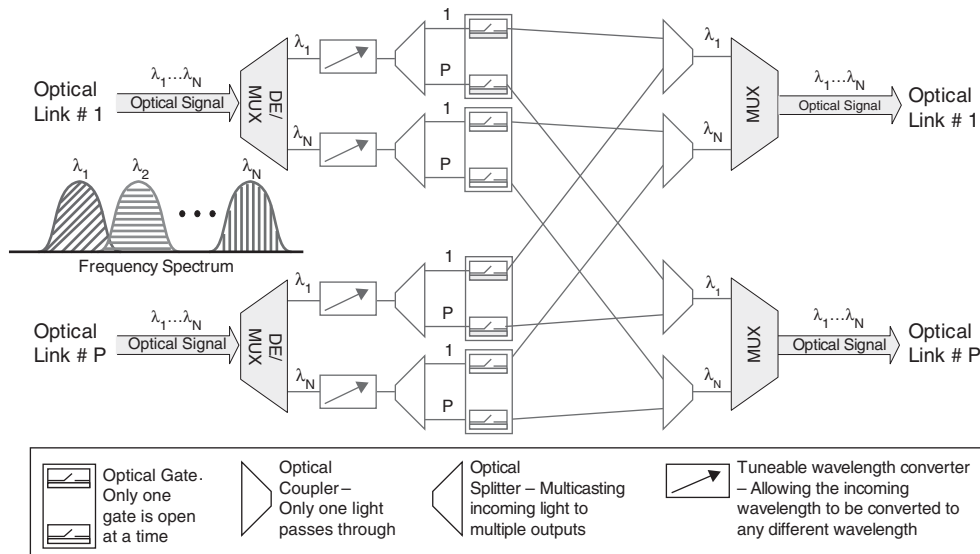 Optical
Link # 1
λ1...λN
Optical Signal
DE/
MUX
λ1
λN
1
P
1
P
λ1
λN
MUX
λ1...λN
Optical Signal
Optical
Link # 1
λ1
λ2
• • •
λN
Frequency Spectrum
Optical
Link # P
λ1...λN
Optical Signal
DE/
MUX
λ1
λN
1
P
1
P
λ1
λN
MUX
λ1...λN
Optical Signal
Optical
Link # P
Optical Gate.
Only one
gate is open
at a time
Optical
Coupler–
Only one light
passes through
Optical
Splitter – Multicasting
incoming light to
multiple outputs
Tuneable wavelength converter
– Allowing the incoming
wavelength to be converted to
any different wavelength